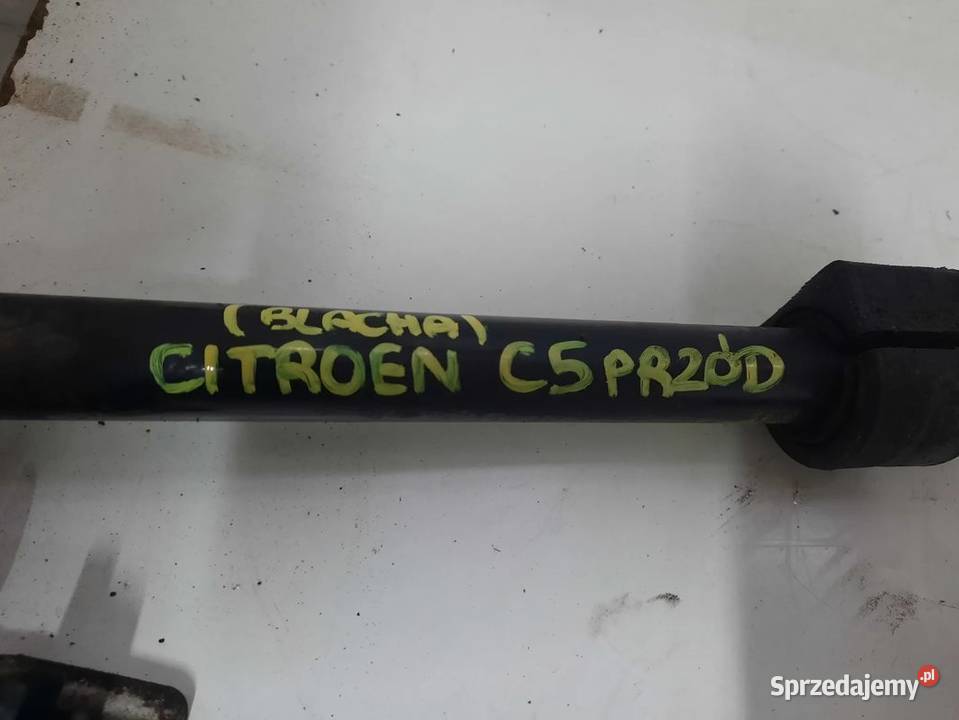 (BLACHA)
CITROEN C5 PRZÓD
Sprzedajemy.pl